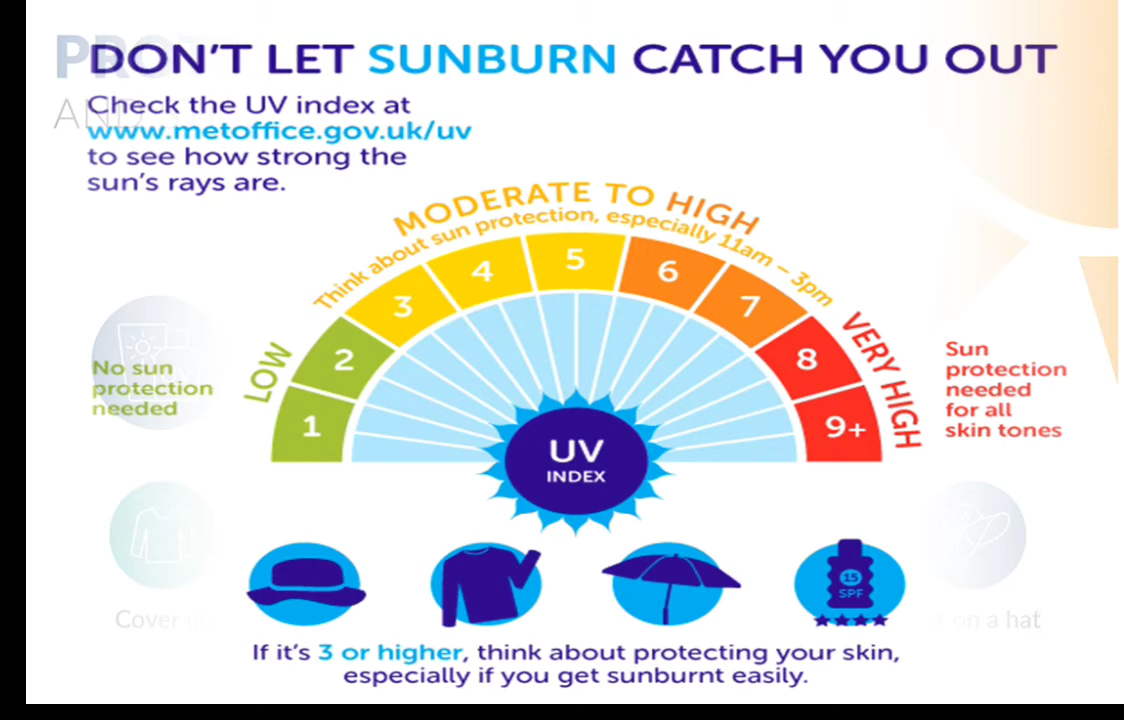 DON'T LET SUNBURN CATCH YOU OUT
Check the UV index at
www.metoffice.gov.uk/uv
to see how strong the
sun's rays are.
MODERATE TO HIGH
Think about sun protection, especially 11am – 3pm
LOW
VERY HIGH
1
2
3
4
5
6
7
8
9+
No sun
protection
needed
Sun
protection
needed
for all
skin tones
UV
INDEX
15
SPF
Cover
on a hat
If it's 3 or higher, think about protecting your skin,
especially if you get sunburnt easily.